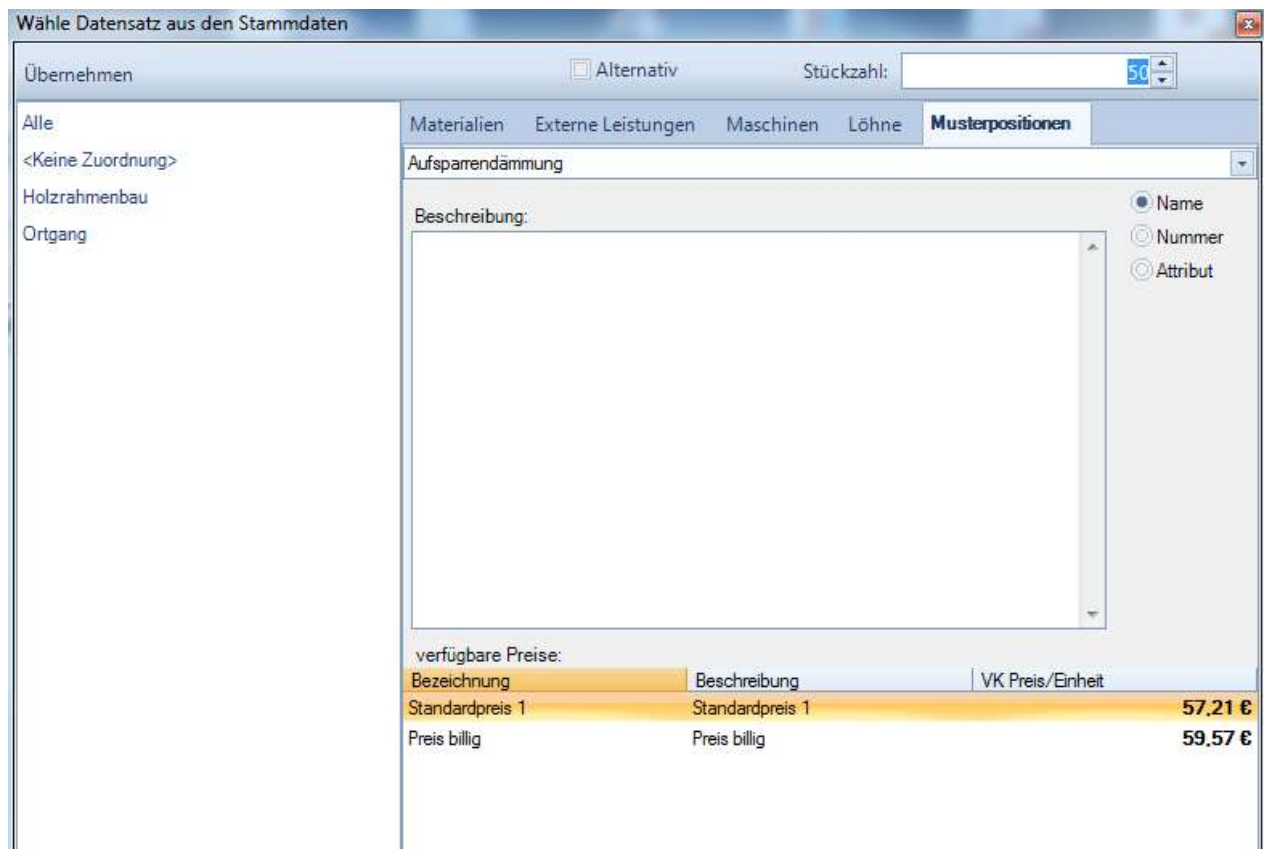 Wähle Datensatz aus den Stammdaten
Übernehmen Alternativ Stückzahl: 50
Alle
<Keine Zuordnung>
Holzrahmenbau
Ortgang
Materialien Externe Leistungen Maschinen Löhne Musterpositionen
Aufsparrendämmung
Beschreibung:
Name
Nummer
Attribut
verfügbare Preise:
Bezeichnung Beschreibung VK Preis/Einheit
Standardpreis 1 Standardpreis 1 57,21 €
Preis billig Preis billig 59,57 €